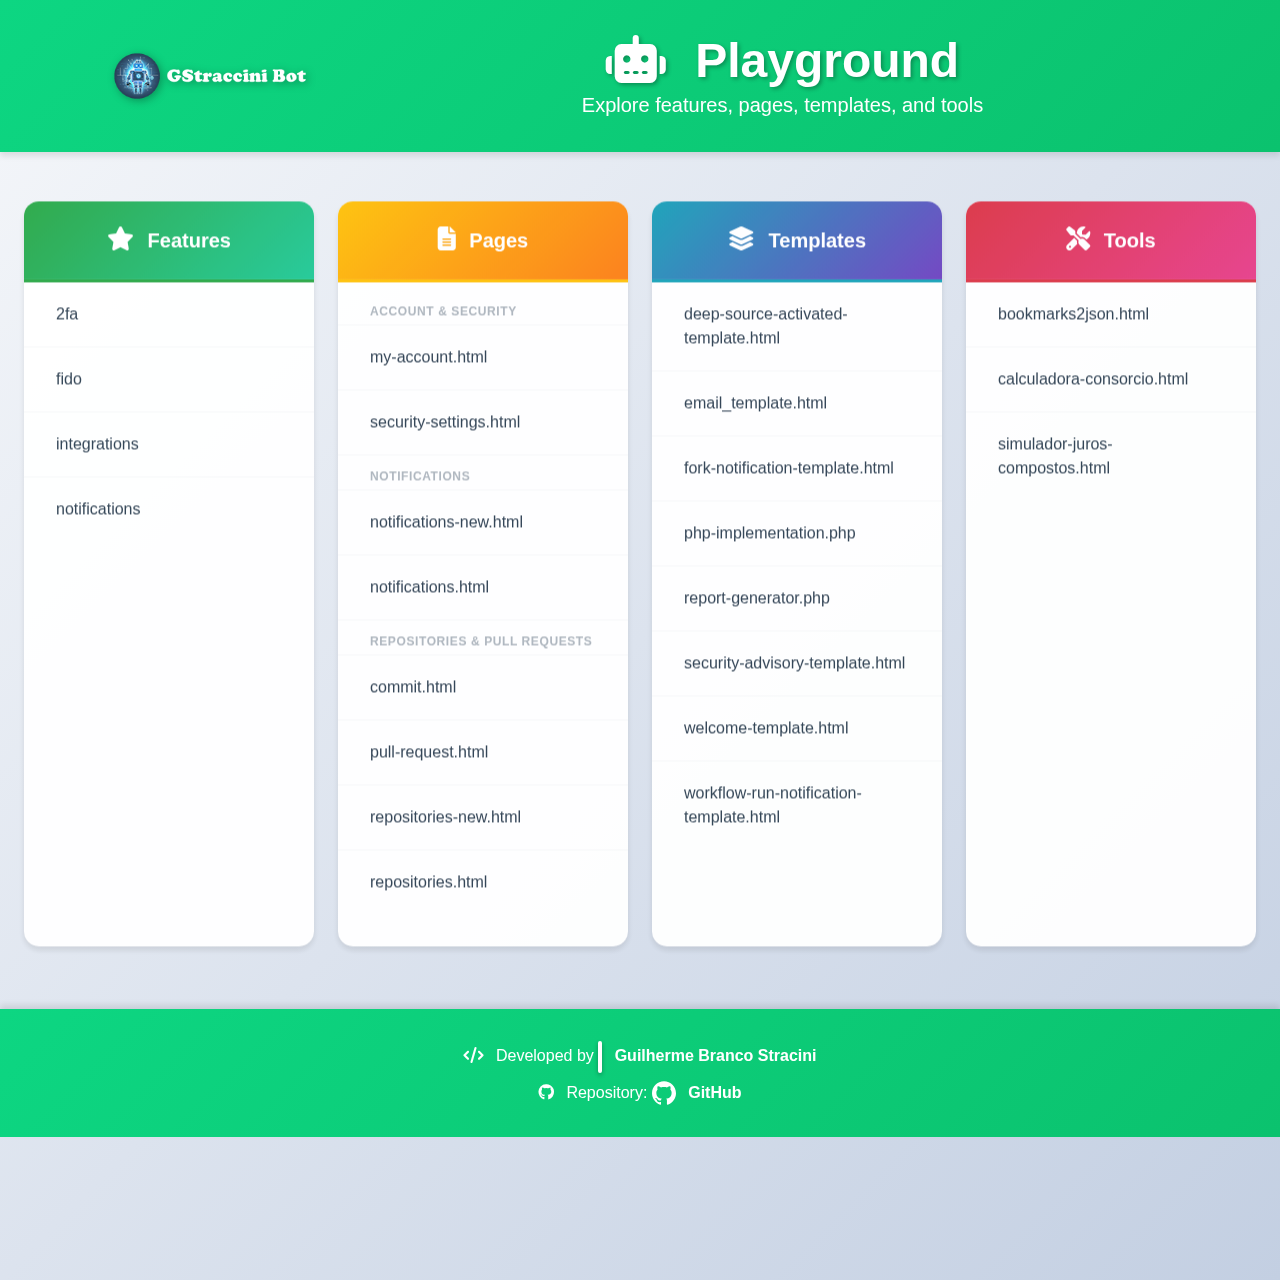 GStraccini Bot
Playground
Explore features, pages, templates, and tools
Features
2fa
fido
integrations
notifications
Pages
ACCOUNT & SECURITY
my-account.html
security-settings.html
NOTIFICATIONS
notifications-new.html
notifications.html
REPOSITORIES & PULL REQUESTS
commit.html
pull-request.html
repositories-new.html
repositories.html
Templates
deep-source-activated-
template.html
email_template.html
fork-notification-template.html
php-implementation.php
report-generator.php
security-advisory-template.html
welcome-template.html
workflow-run-notification-
template.html
Tools
bookmarks2json.html
calculadora-consorcio.html
simulador-juros-
compostos.html
Developed by Guilherme Branco Stracini
Repository: GitHub